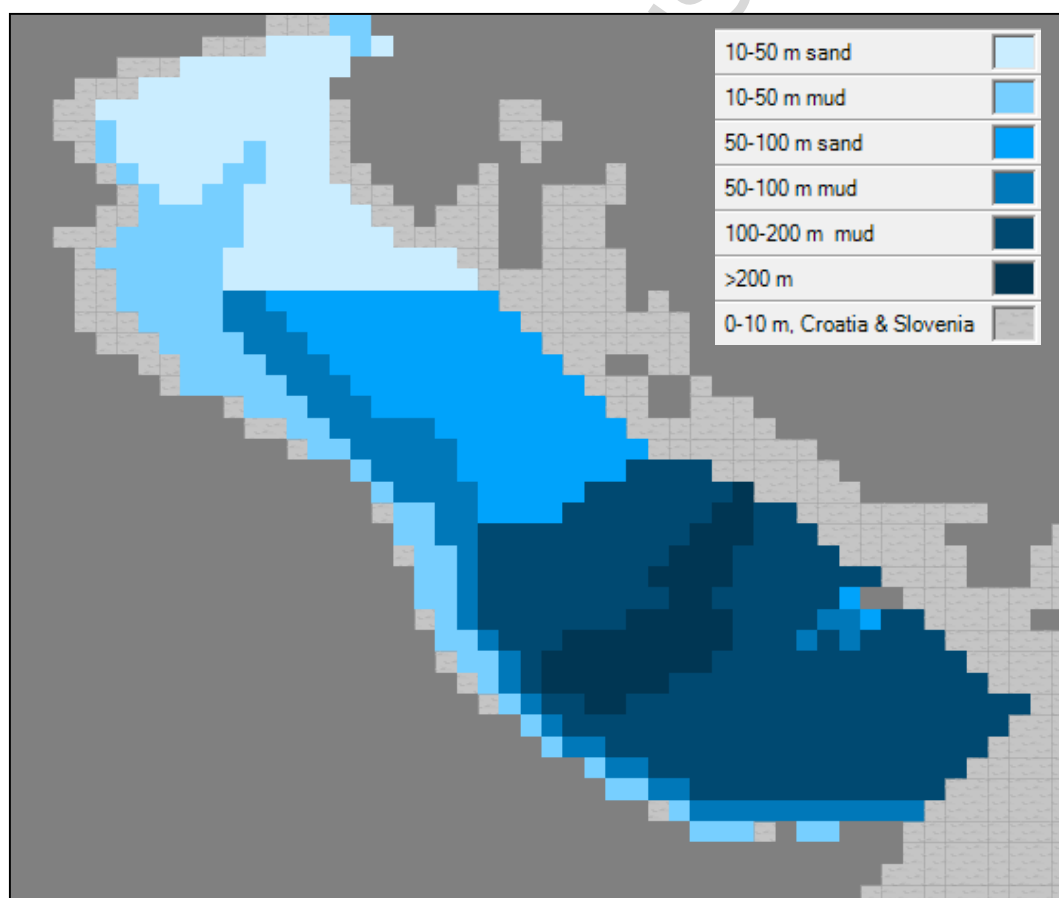 10-50 m sand
10-50 m mud
50-100 m sand
50-100 m mud
100-200 m  mud
>200 m
0-10 m, Croatia & Slovenia